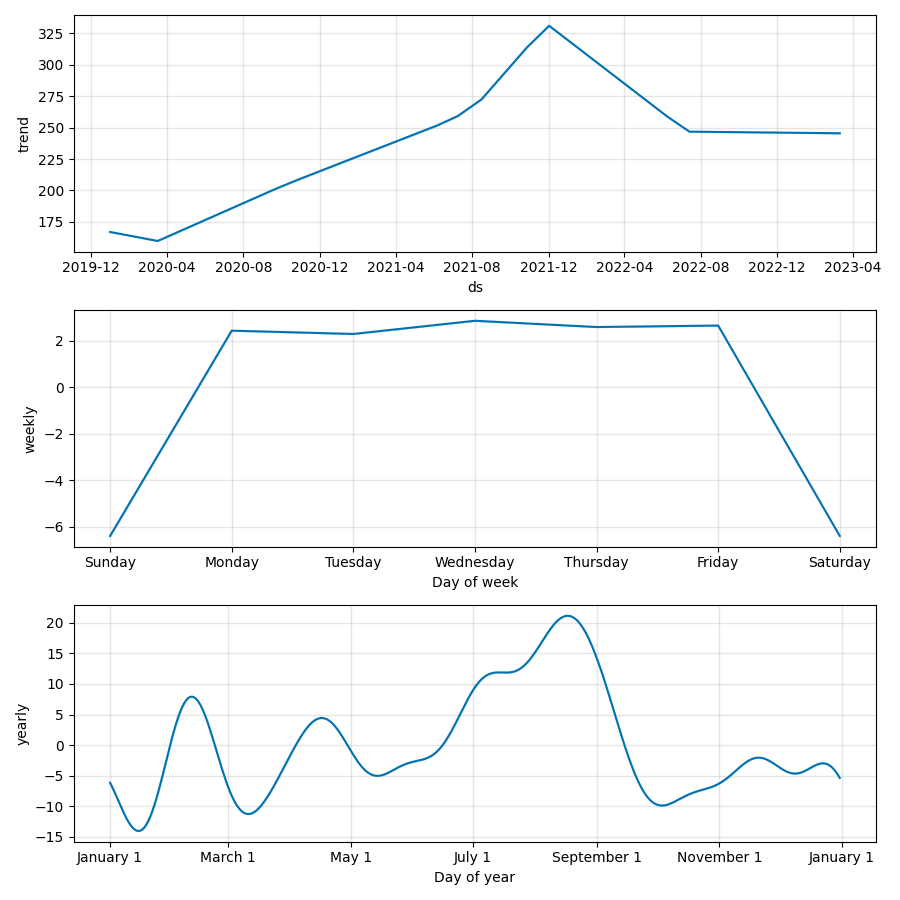 325
300
275
250
225
200
175
trend
2019-12 2020-04 2020-08 2020-12 2021-04 2021-08 2021-12 2022-04 2022-08 2022-12 2023-04
ds
2
0
−2
−4
−6
weekly
Sunday Monday Tuesday Wednesday Thursday Friday Saturday
Day of week
20
15
10
5
0
−5
−10
−15
yearly
January 1 March 1 May 1 July 1 September 1 November 1 January 1
Day of year